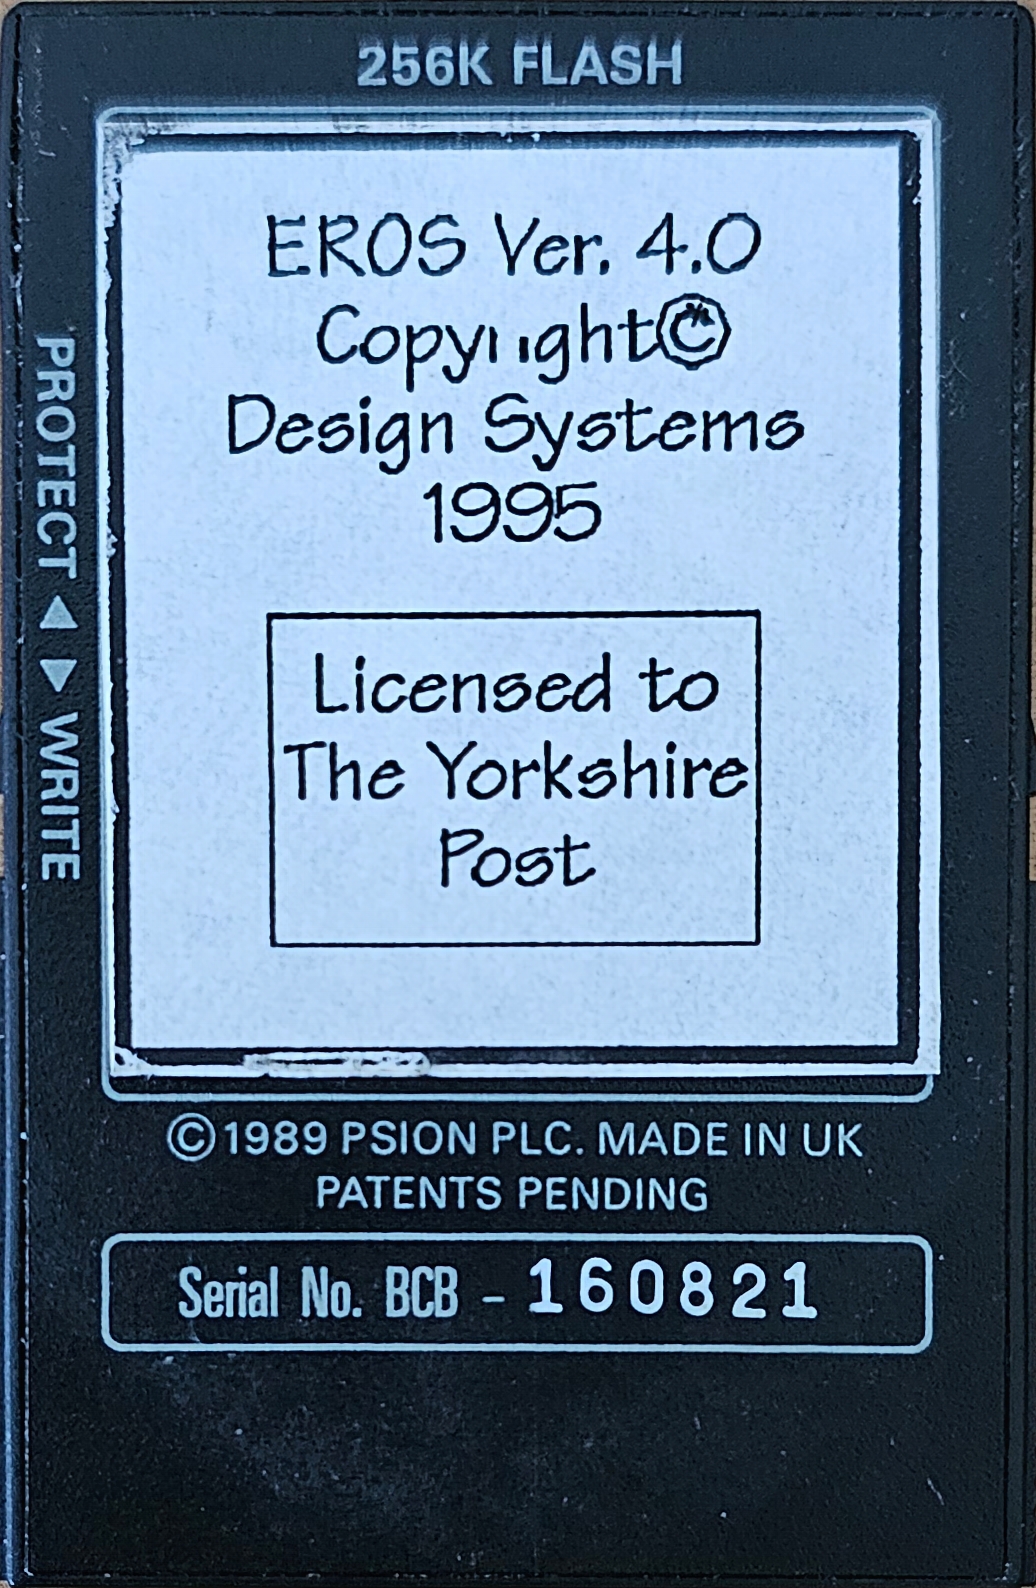 256K FLASH
EROS Ver. 4.0
Copyright©
Design Systems
1995
Licensed to
The Yorkshire
Post
PROTECT ◀ ▶ WRITE
©1989 PSION PLC. MADE IN UK
PATENTS PENDING
Serial No. BCB - 160821